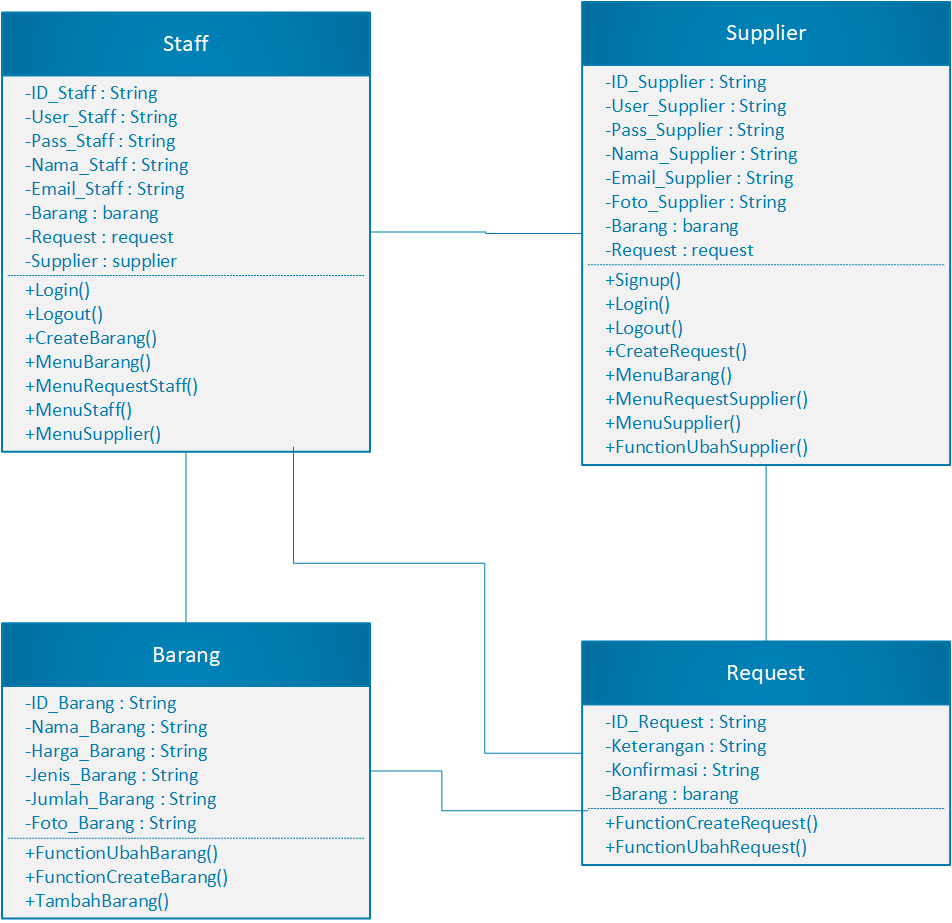 Staff
-ID_Staff : String
-User_Staff : String
-Pass_Staff : String
-Nama_Staff : String
-Email_Staff : String
-Barang : barang
-Request : request
-Supplier : supplier
+Login()
+Logout()
+CreateBarang()
+MenuBarang()
+MenuRequestStaff()
+MenuStaff()
+MenuSupplier()
Supplier
-ID_Supplier : String
-User_Supplier : String
-Pass_Supplier : String
-Nama_Supplier : String
-Email_Supplier : String
-Foto_Supplier : String
-Barang : barang
-Request : request
+Signup()
+Login()
+Logout()
+CreateRequest()
+MenuBarang()
+MenuRequestSupplier()
+MenuSupplier()
+FunctionUbahSupplier()
Barang
-ID_Barang : String
-Nama_Barang : String
-Harga_Barang : String
-Jenis_Barang : String
-Jumlah_Barang : String
-Foto_Barang : String
+FunctionUbahBarang()
+FunctionCreateBarang()
+TambahBarang()
Request
-ID_Request : String
-Keterangan : String
-Konfirmasi : String
-Barang : barang
+FunctionCreateRequest()
+FunctionUbahRequest()